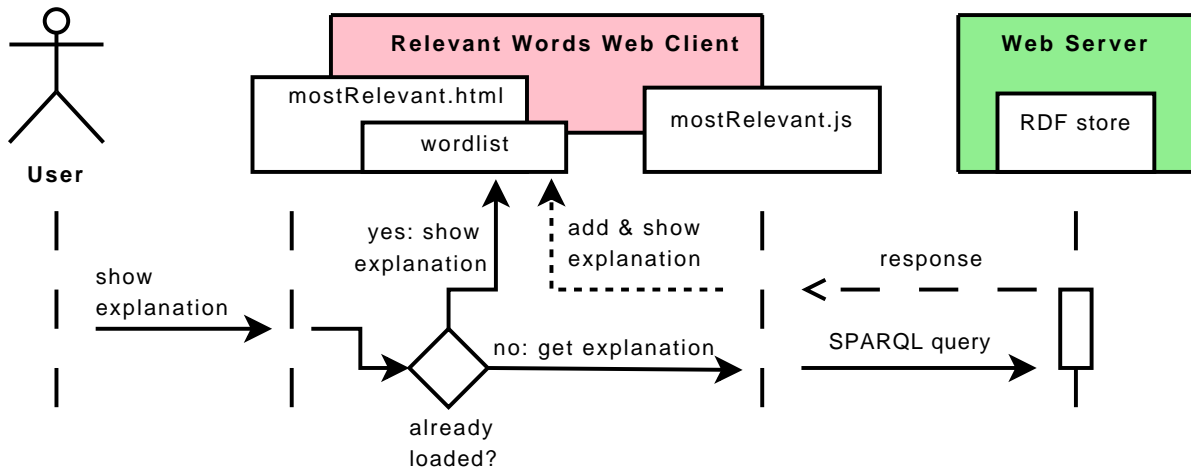 Relevant Words Web Client
Web Server
mostRelevant.html
wordlist
mostRelevant.js
RDF store
User
show
explanation
yes: show
explanation
add & show
explanation
response
no: get explanation
SPARQL query
already
loaded?